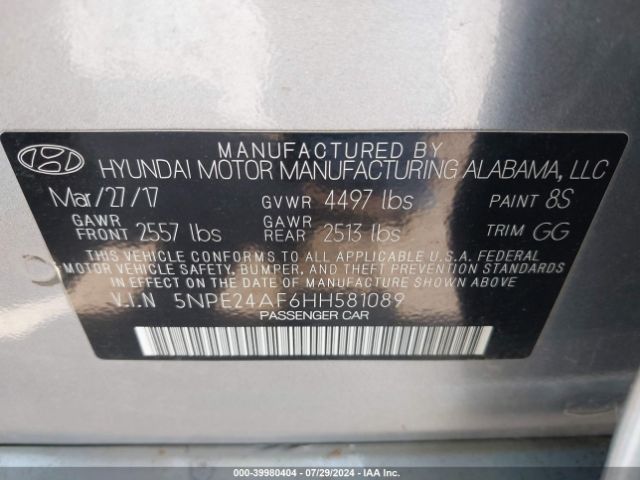 MANUFACTURED BY
HYUNDAI MOTOR MANUFACTURING ALABAMA, LLC
Mar/27/17 GVWR 4497 lbs PAINT 8S
GAWR FRONT 2557 lbs GAWR REAR 2513 lbs TRIM GG
THIS VEHICLE CONFORMS TO ALL APPLICABLE U.S.A. FEDERAL
MOTOR VEHICLE SAFETY, BUMPER, AND THEFT PREVENTION STANDARDS
IN EFFECT ON THE DATE OF MANUFACTURE SHOWN ABOVE.
V.I.N 5NPE24AF6HH581089
PASSENGER CAR
000-39980404 | 07/29/2024 | IAA Inc.